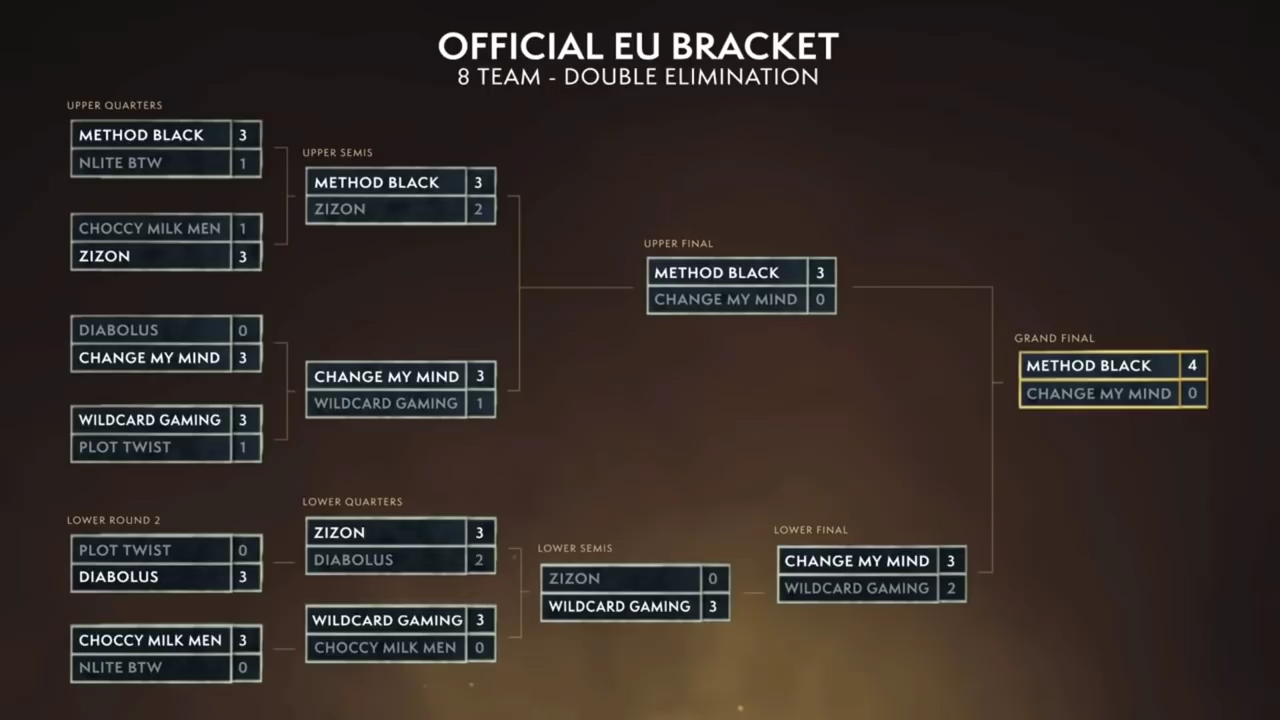 OFFICIAL EU BRACKET
8 TEAM - DOUBLE ELIMINATION
UPPER QUARTERS
METHOD BLACK 3
NLITE BTW 1
CHOCCY MILK MEN 1
ZIZON 3
DIABOLUS 0
CHANGE MY MIND 3
WILDCARD GAMING 3
PLOT TWIST 1
UPPER SEMIS
METHOD BLACK 3
ZIZON 2
CHANGE MY MIND 3
WILDCARD GAMING 1
UPPER FINAL
METHOD BLACK 3
CHANGE MY MIND 0
GRAND FINAL
METHOD BLACK 4
CHANGE MY MIND 0
LOWER ROUND 2
PLOT TWIST 0
DIABOLUS 3
CHOCCY MILK MEN 3
NLITE BTW 0
LOWER QUARTERS
ZIZON 3
DIABOLUS 2
WILDCARD GAMING 3
CHOCCY MILK MEN 0
LOWER SEMIS
ZIZON 0
WILDCARD GAMING 3
LOWER FINAL
CHANGE MY MIND 3
WILDCARD GAMING 2